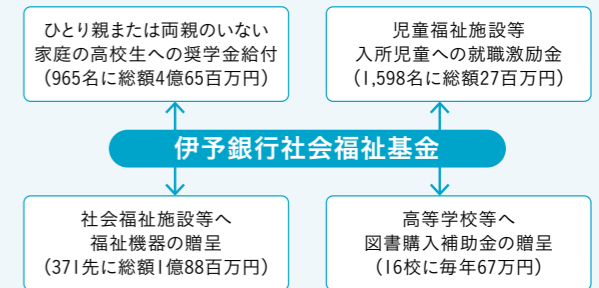 ひとり親または両親のいない
家庭の高校生への奨学金給付
（965名に総額4億65百万円）
児童福祉施設等
入所児童への就職激励金
（1,598名に総額27百万円）
伊予銀行社会福祉基金
社会福祉施設等へ
福祉機器の贈呈
（371先に総額1億88百万円）
高等学校等へ
図書購入補助金の贈呈
（16校に毎年67万円）